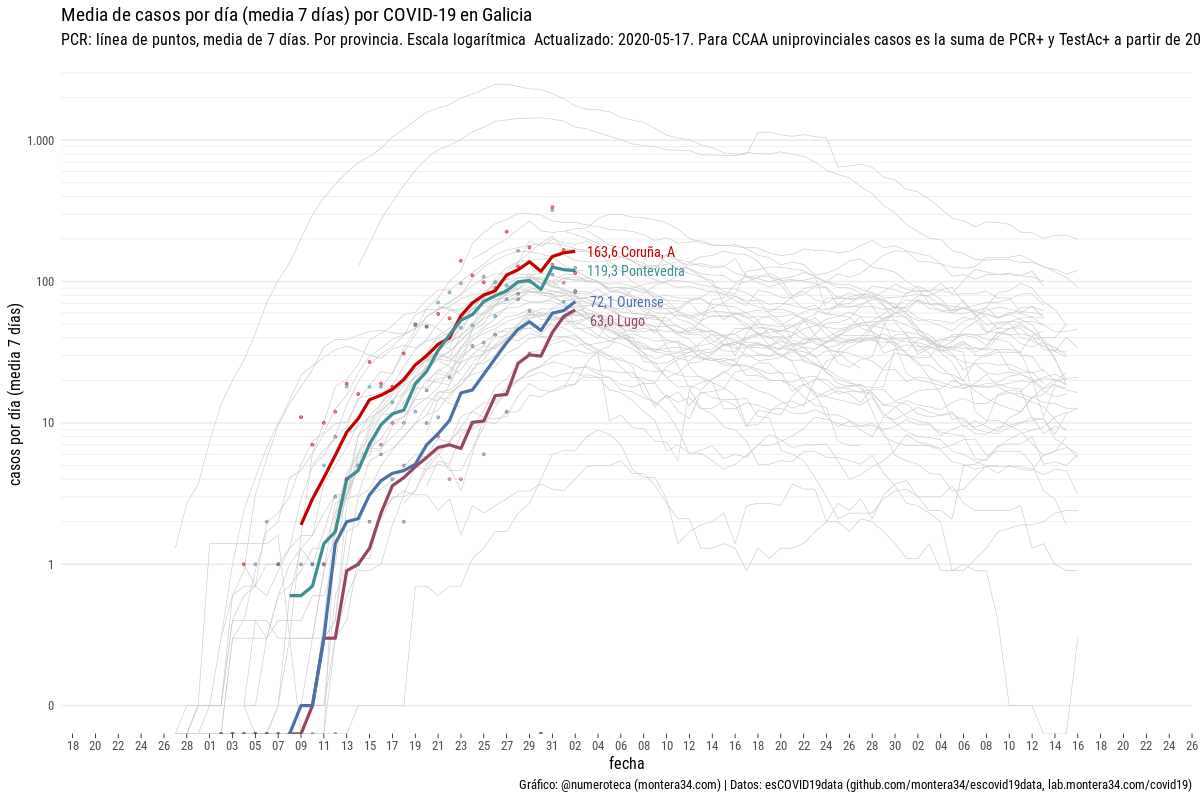 Media de casos por día (media 7 días) por COVID-19 en Galicia
PCR: línea de puntos, media de 7 días. Por provincia. Escala logarítmica  Actualizado: 2020-05-17. Para CCAA uniprovinciales casos es la suma de PCR+ y TestAc+ a partir de 20
casos por día (media 7 días)
1.000
100
10
1
0
163,6 Coruña, A
119,3 Pontevedra
72,1 Ourense
63,0 Lugo
18 20 22 24 26 28 01 03 05 07 09 11 13 15 17 19 21 23 25 27 29 31 02 04 06 08 10 12 14 16 18 20 22 24 26 28 30 02 04 06 08 10 12 14 16 18 20 22 24 26
fecha
Gráfico: @numeroteca (montera34.com) | Datos: esCOVID19data (github.com/montera34/escovid19data, lab.montera34.com/covid19)